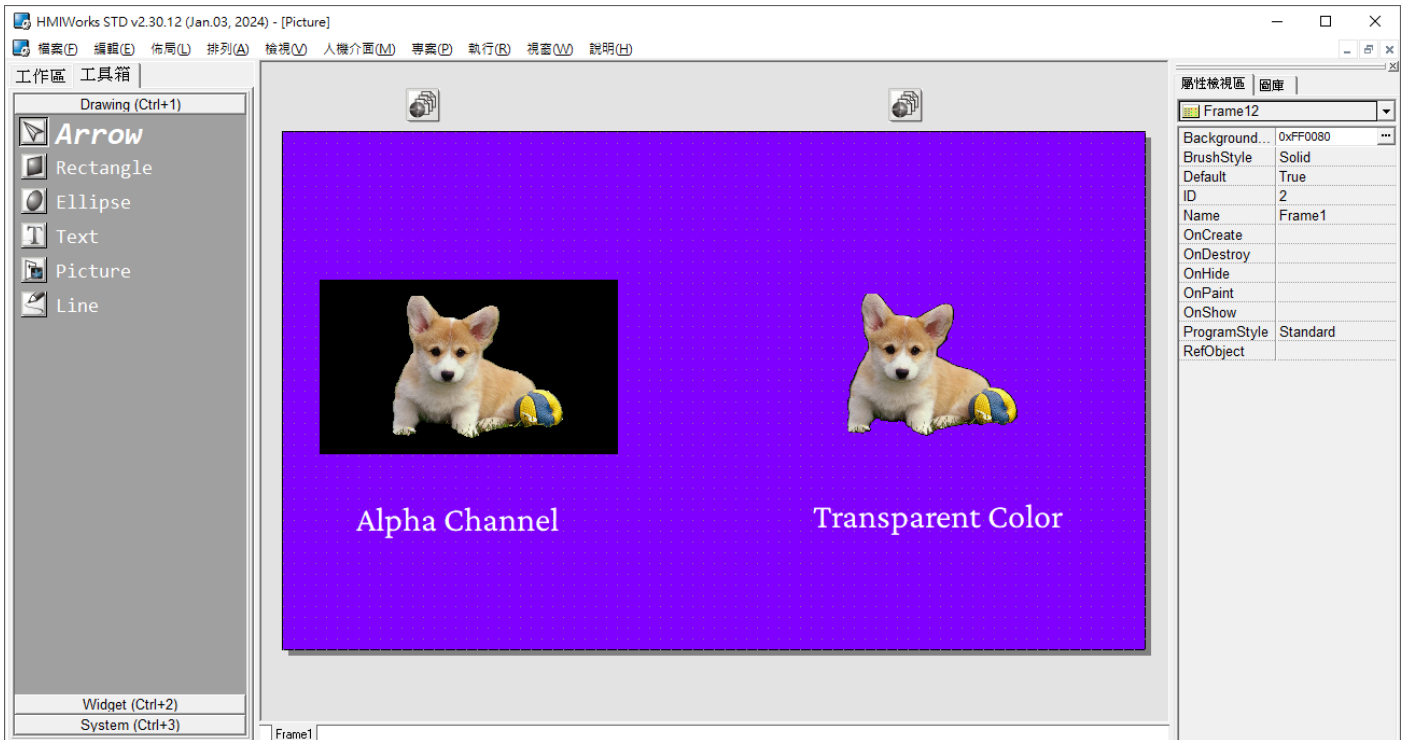 HMIWorks STD v2.30.12 (Jan.03, 2024) - [Picture]
檔案(F) 編輯(E) 佈局(L) 排列(A) 檢視(V) 人機介面(M) 專案(P) 執行(R) 視窗(W) 說明(H)
工作區 工具箱
Drawing (Ctrl+1)
Arrow
Rectangle
Ellipse
Text
Picture
Line
Widget (Ctrl+2)
System (Ctrl+3)
Alpha Channel
Transparent Color
Frame1
屬性檢視區 圖庫
Frame12
Background... 0xFF0080 ...
BrushStyle Solid
Default True
ID 2
Name Frame1
OnCreate
OnDestroy
OnHide
OnPaint
OnShow
ProgramStyle Standard
RefObject